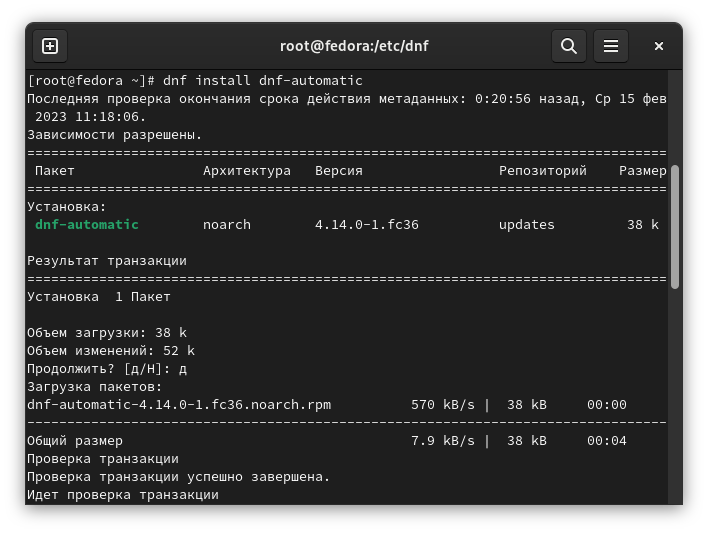 root@fedora:/etc/dnf
[root@fedora ~]# dnf install dnf-automatic
Последняя проверка окончания срока действия метаданных: 0:20:56 назад, Ср 15 фев
 2023 11:18:06.
Зависимости разрешены.
================================================================================
 Пакет                Архитектура   Версия                 Репозиторий    Размер
================================================================================
Установка:
 dnf-automatic        noarch        4.14.0-1.fc36          updates         38 k

Результат транзакции
================================================================================
Установка  1 Пакет

Объем загрузки: 38 k
Объем изменений: 52 k
Продолжить? [д/Н]: д
Загрузка пакетов:
dnf-automatic-4.14.0-1.fc36.noarch.rpm          570 kB/s |  38 kB     00:00
--------------------------------------------------------------------------------
Общий размер                                    7.9 kB/s |  38 kB     00:04
Проверка транзакции
Проверка транзакции успешно завершена.
Идет проверка транзакции